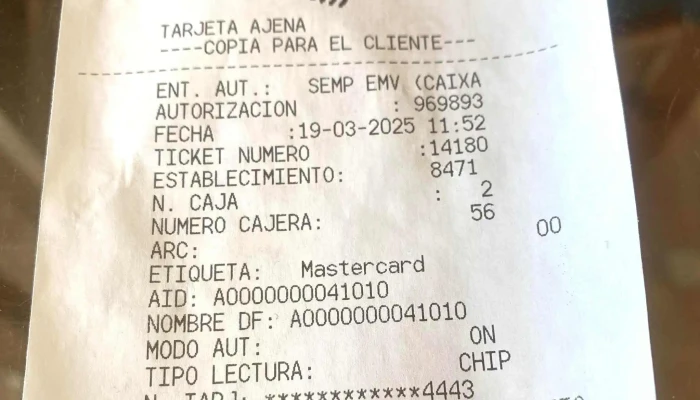 TARJETA AJENA
----COPIA PARA EL CLIENTE---
ENT. AUT.: SEMP EMV (CAIXA
AUTORIZACION : 969893
FECHA :19-03-2025 11:52
TICKET NUMERO :14180
ESTABLECIMIENTO: 8471
N. CAJA : 2
NUMERO CAJERA: 56
ARC: 00
ETIQUETA: Mastercard
AID: A0000000041010
NOMBRE DF: A0000000041010
MODO AUT: ON
TIPO LECTURA: CHIP
N. TARJ: ************4443